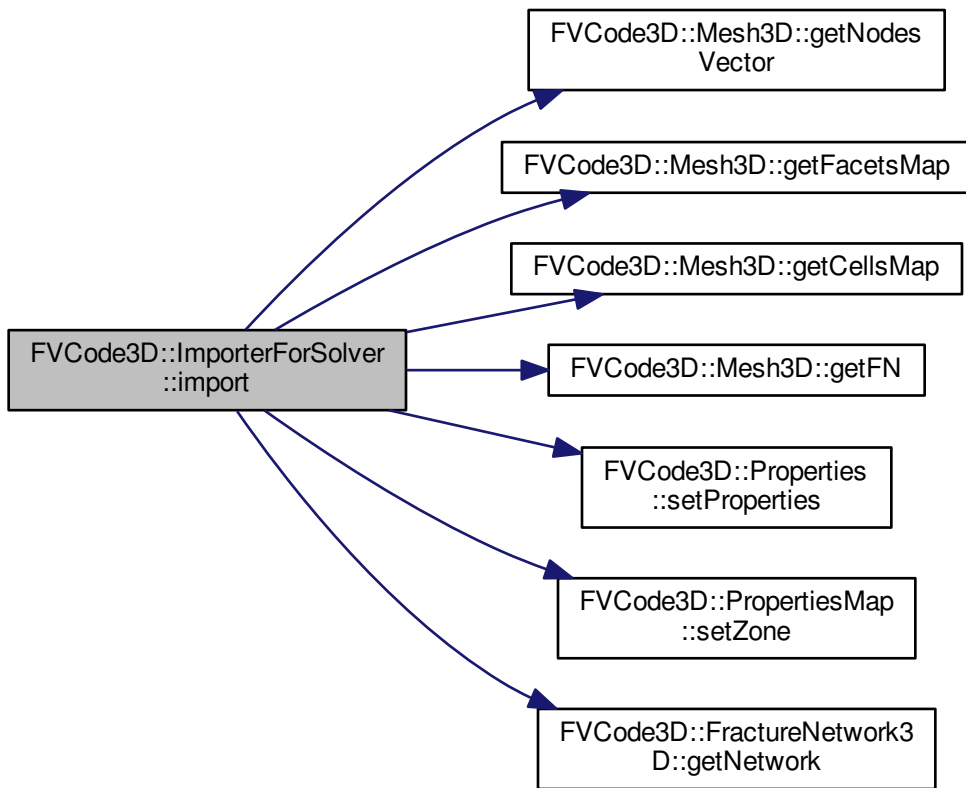 FVCode3D::Mesh3D::getNodes
Vector
FVCode3D::Mesh3D::getFacetsMap
FVCode3D::Mesh3D::getCellsMap
FVCode3D::ImporterForSolver
::import
FVCode3D::Mesh3D::getFN
FVCode3D::Properties
::setProperties
FVCode3D::PropertiesMap
::setZone
FVCode3D::FractureNetwork3
D::getNetwork